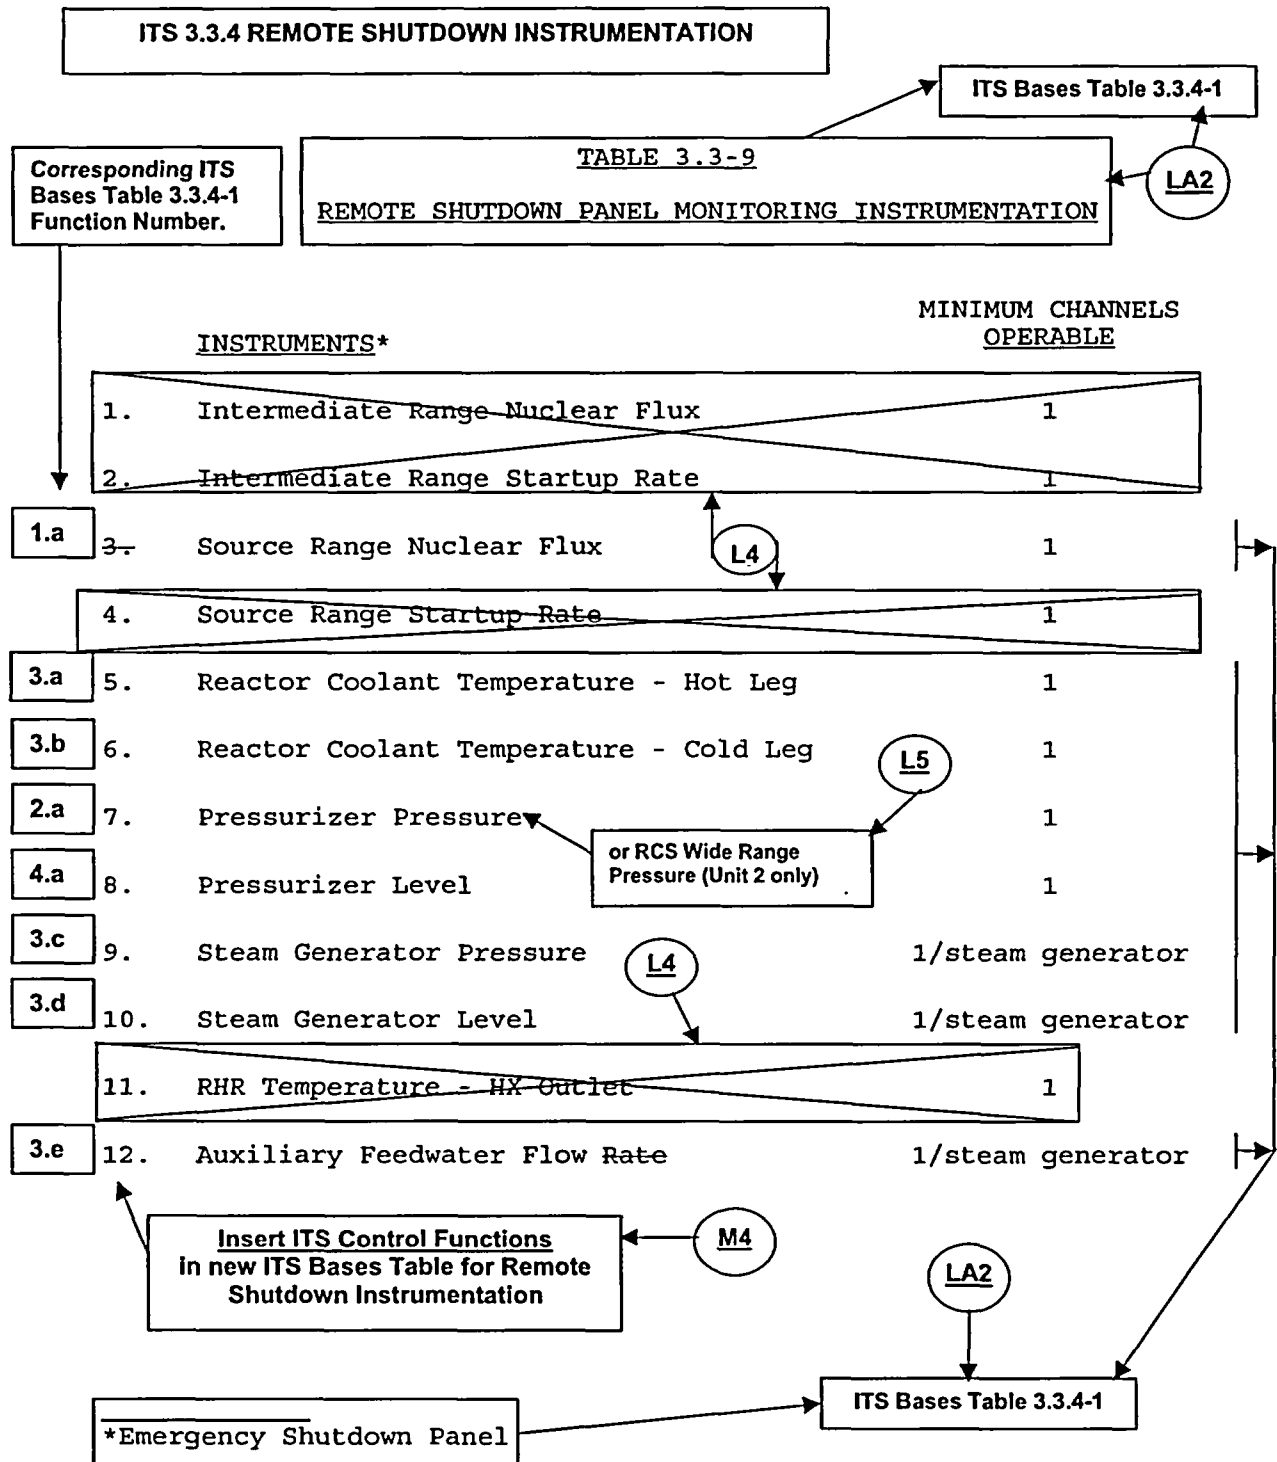 ITS 3.3.4 REMOTE SHUTDOWN INSTRUMENTATION
ITS Bases Table 3.3.4-1
Corresponding ITS
Bases Table 3.3.4-1
Function Number.
TABLE 3.3-9
REMOTE SHUTDOWN PANEL MONITORING INSTRUMENTATION
LA2
INSTRUMENTS*
MINIMUM CHANNELS
OPERABLE
1. Intermediate Range Nuclear Flux 1
2. Intermediate Range Startup Rate 1
1.a 3. Source Range Nuclear Flux 1
L4
4. Source Range Startup Rate 1
3.a 5. Reactor Coolant Temperature - Hot Leg 1
3.b 6. Reactor Coolant Temperature - Cold Leg 1
L5
2.a 7. Pressurizer Pressure 1
or RCS Wide Range
Pressure (Unit 2 only)
4.a 8. Pressurizer Level 1
3.c 9. Steam Generator Pressure 1/steam generator
L4
3.d 10. Steam Generator Level 1/steam generator
11. RHR Temperature - HX Outlet 1
3.e 12. Auxiliary Feedwater Flow Rate 1/steam generator
Insert ITS Control Functions
in new ITS Bases Table for Remote
Shutdown Instrumentation
M4
LA2
ITS Bases Table 3.3.4-1
*Emergency Shutdown Panel